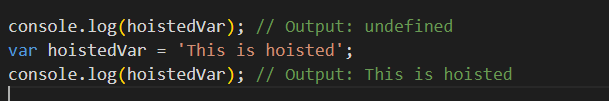 console.log(hoistedVar); // Output: undefined
var hoistedVar = 'This is hoisted';
console.log(hoistedVar); // Output: This is hoisted